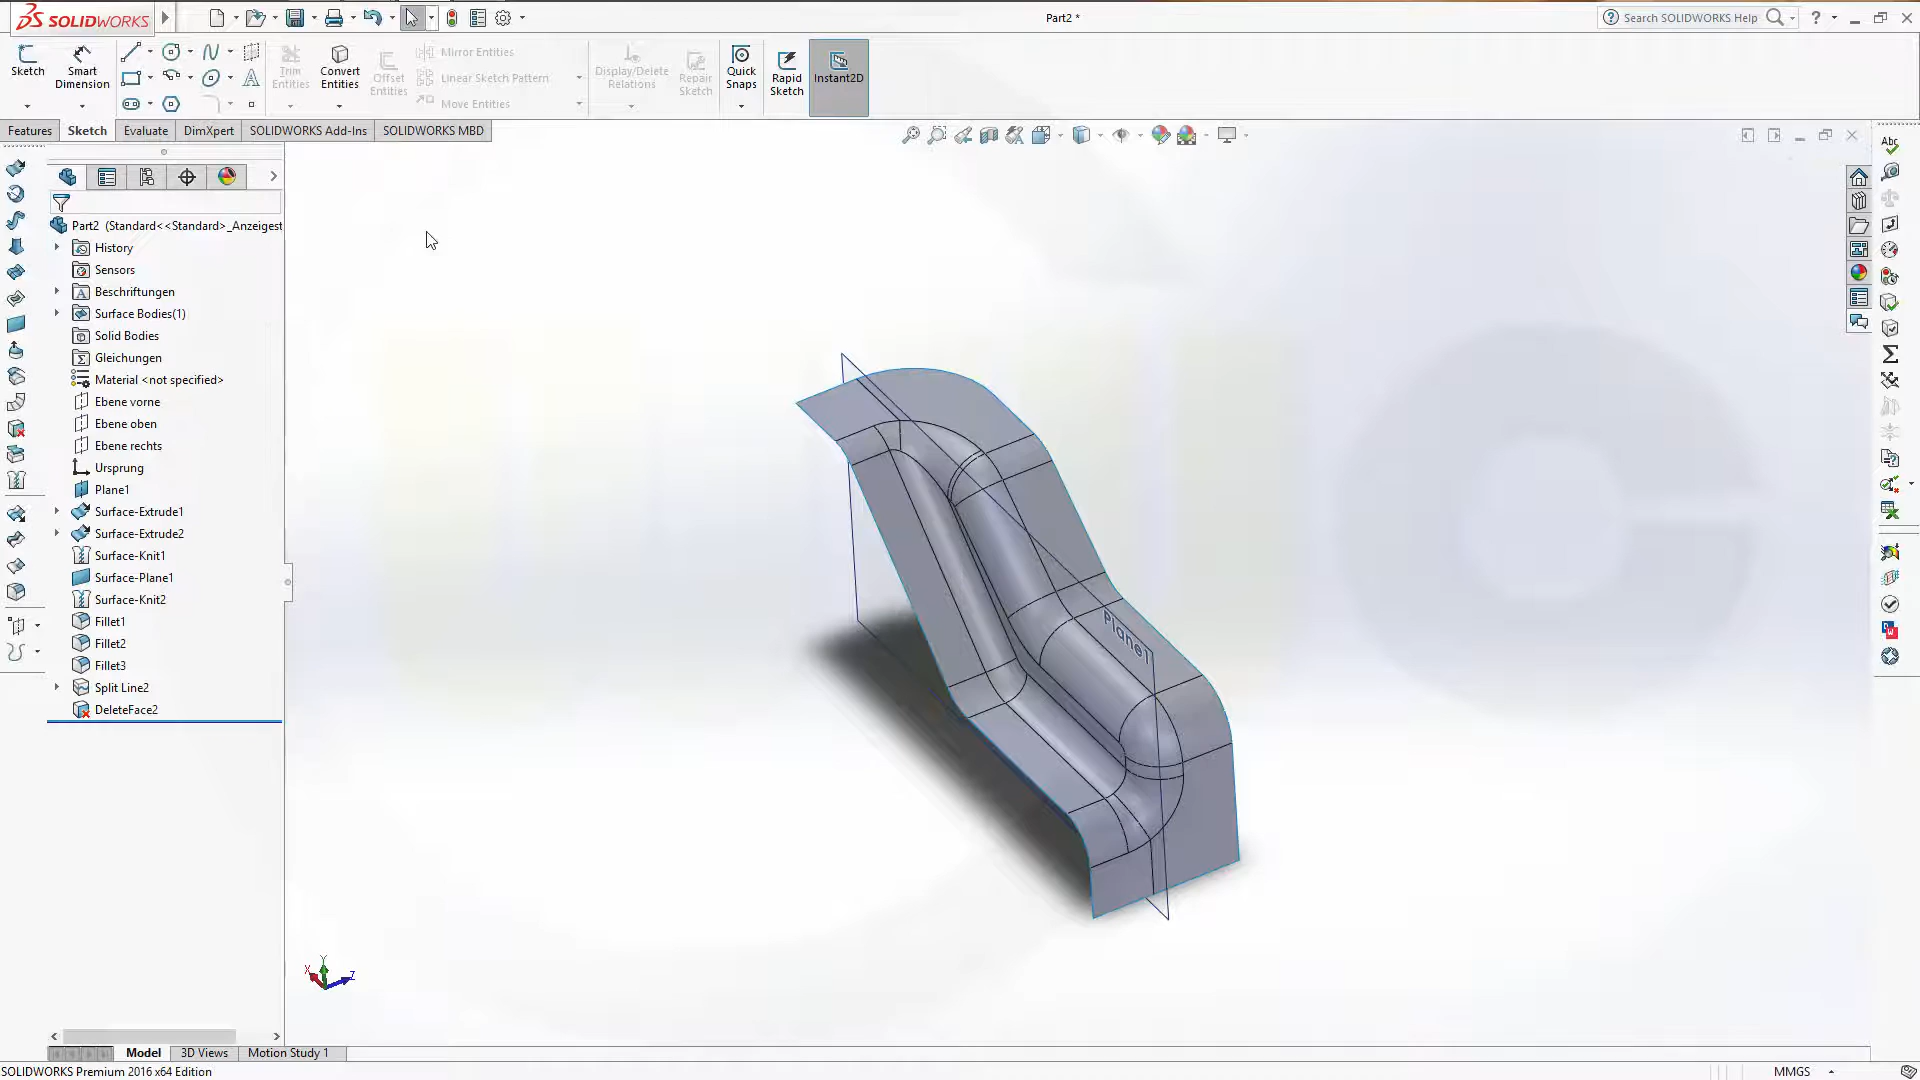 SOLIDWORKS
Part2 *
Search SOLIDWORKS Help
Sketch
Smart Dimension
Trim Entities
Convert Entities
Offset Entities
Mirror Entities
Linear Sketch Pattern
Move Entities
Display/Delete Relations
Repair Sketch
Quick Snaps
Rapid Sketch
Instant2D
Features
Sketch
Evaluate
DimXpert
SOLIDWORKS Add-Ins
SOLIDWORKS MBD
Part2 (Standard<<Standard>_Anzeigest
History
Sensors
Beschriftungen
Surface Bodies(1)
Solid Bodies
Gleichungen
Material <not specified>
Ebene vorne
Ebene oben
Ebene rechts
Ursprung
Plane1
Surface-Extrude1
Surface-Extrude2
Surface-Knit1
Surface-Plane1
Surface-Knit2
Fillet1
Fillet2
Fillet3
Split Line2
DeleteFace2
Plane1
X
Y
Z
Abc
Model
3D Views
Motion Study 1
SOLIDWORKS Premium 2016 x64 Edition
MMGS